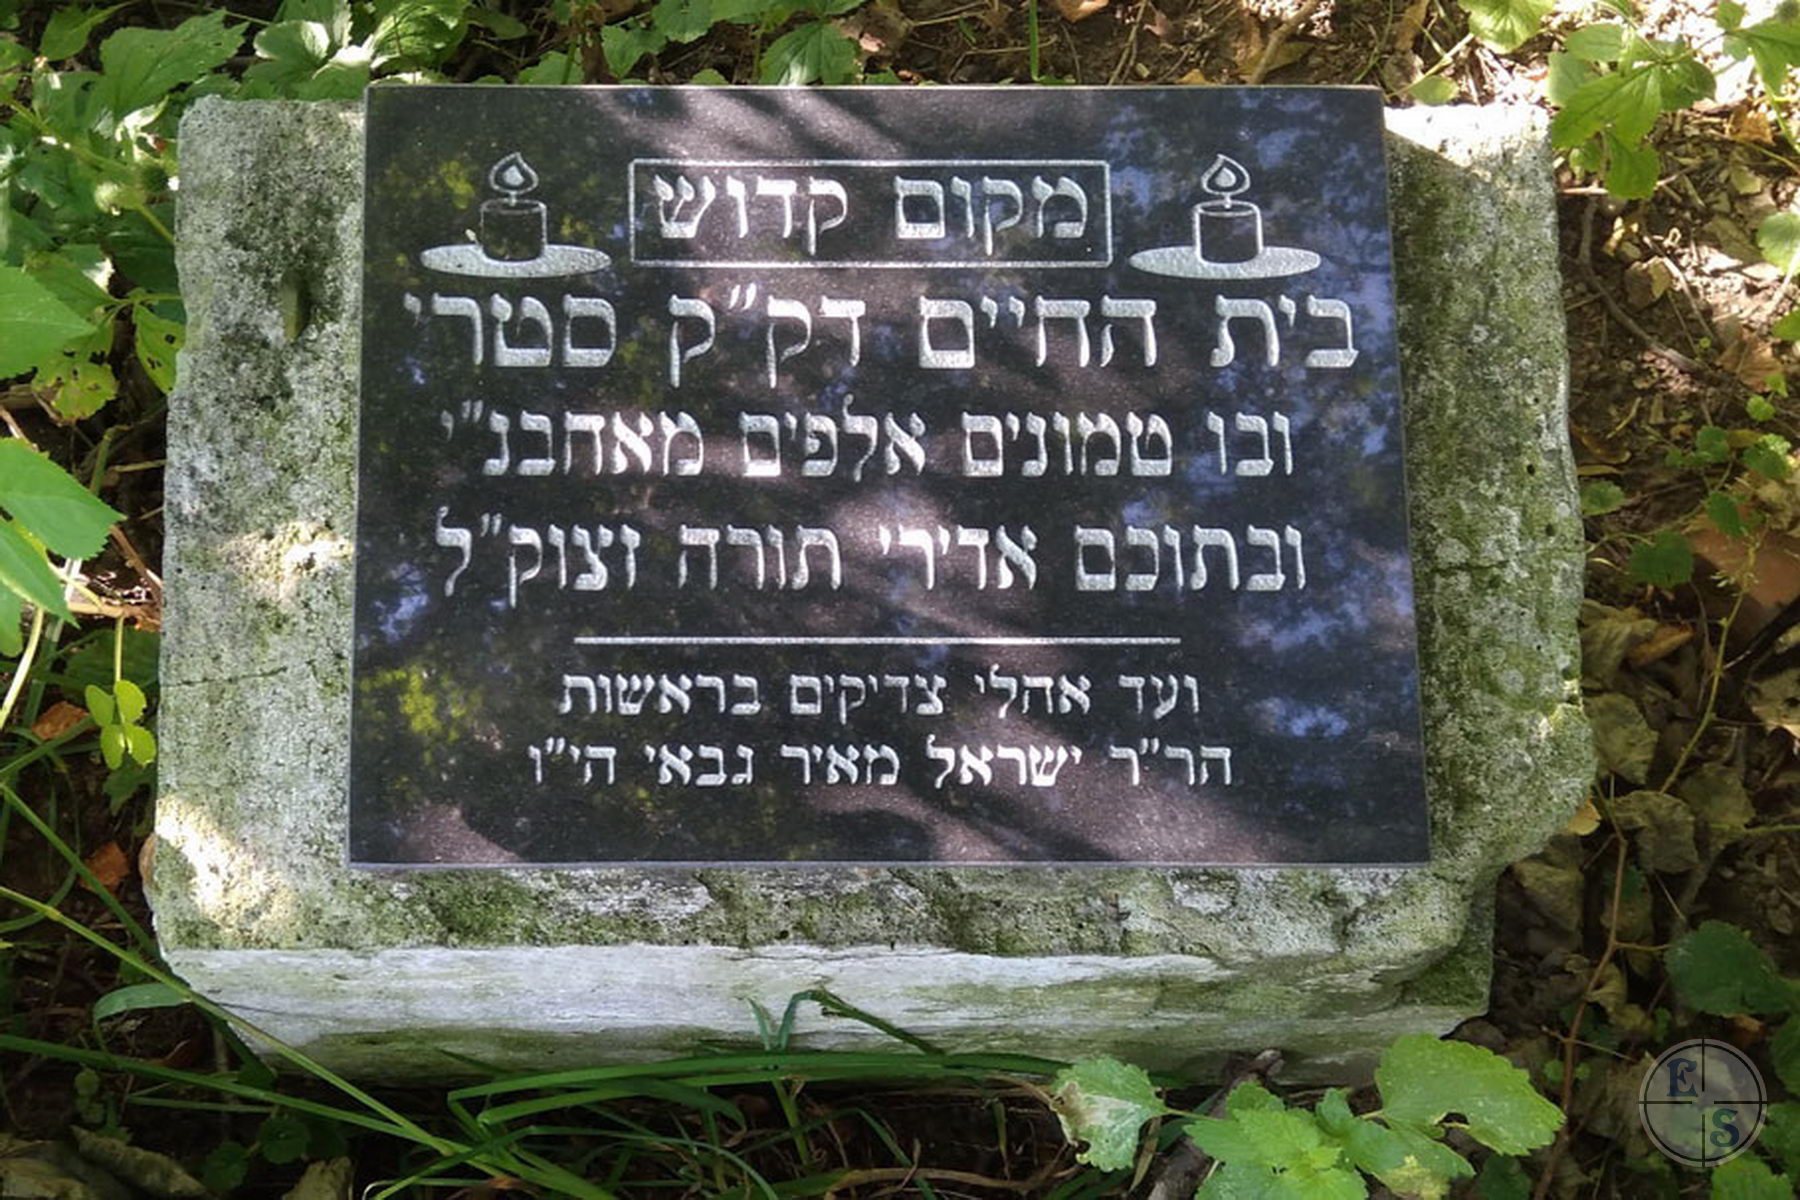 מקום קדוש
בית החיים דק"ק סטרי
ובו טמונים אלפים מאחבנ"י
ובתוכם אדירי תורה זצוק"ל
ועד אהלי צדיקים בראשות
הר"ר ישראל מאיר גבאי הי"ו
E S